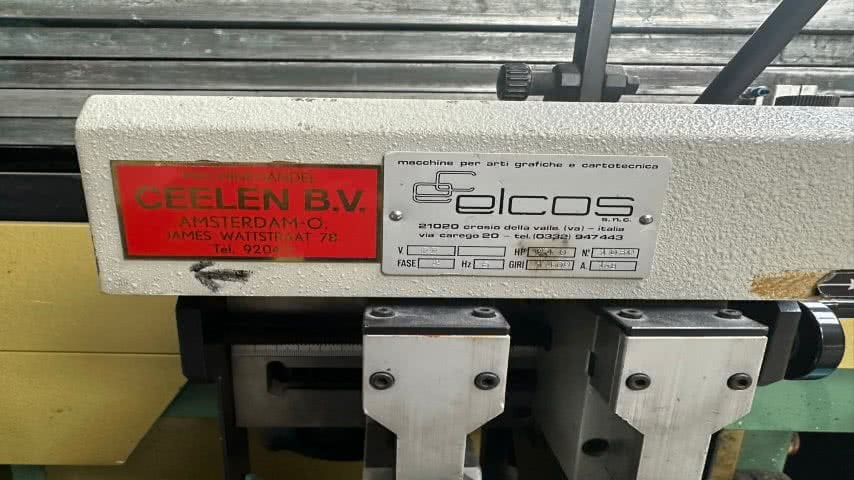 CEELEN B.V.
AMSTERDAM-O.
JAMES WATTSTRAAT 78
Tel. 9204
macchine per arti grafiche e cartotecnica
elcos
s.n.c.
21020 crosio della valle (va) - italia
via carega 20 - tel. (0332) 947443
V HP N°
FASE Hz GIRI A.